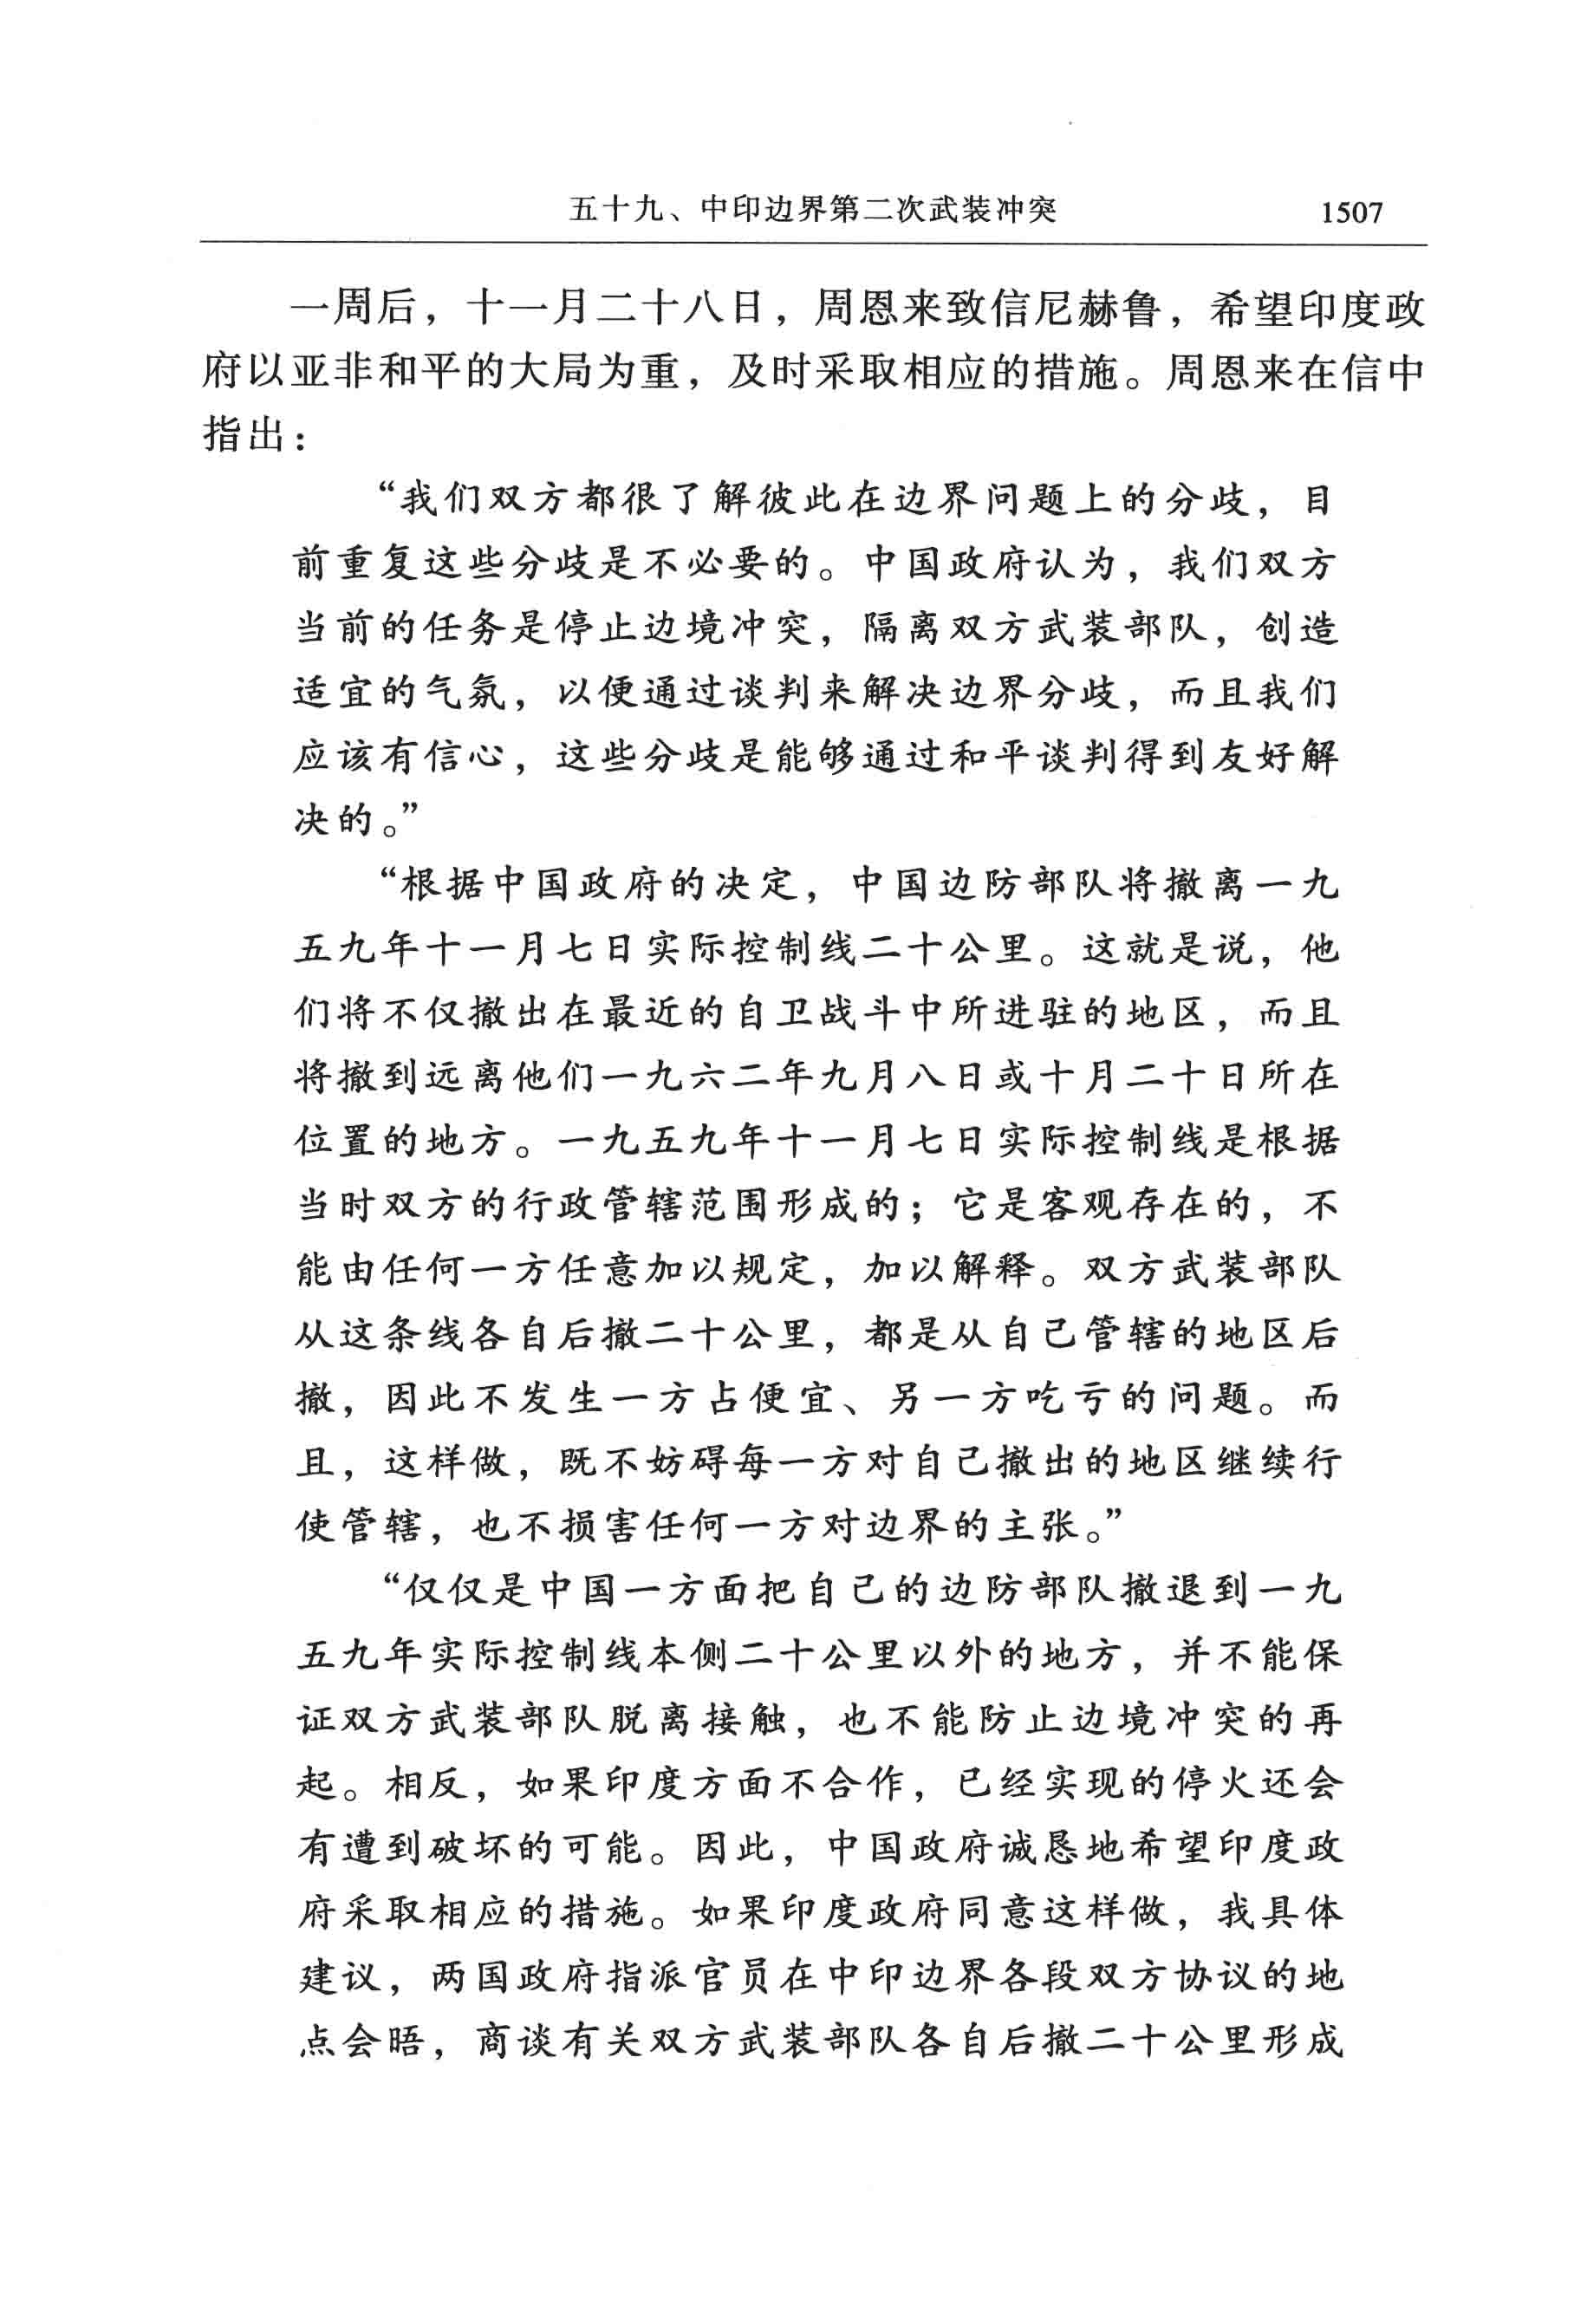 五十九、中印边界第二次武装冲突 1507
一周后，十一月二十八日，周恩来致信尼赫鲁，希望印度政
府以亚非和平的大局为重，及时采取相应的措施。周恩来在信中
指出：
“我们双方都很了解彼此在边界问题上的分歧，目
前重复这些分歧是不必要的。中国政府认为，我们双方
当前的任务是停止边境冲突，隔离双方武装部队，创造
适宜的气氛，以便通过谈判来解决边界分歧，而且我们
应该有信心，这些分歧是能够通过和平谈判得到友好解
决的。”
“根据中国政府的决定，中国边防部队将撤离一九
五九年十一月七日实际控制线二十公里。这就是说，他
们将不仅撤出在最近的自卫战斗中所进驻的地区，而且
将撤到远离他们一九六二年九月八日或十月二十日所在
位置的地方。一九五九年十一月七日实际控制线是根据
当时双方的行政管辖范围形成的；它是客观存在的，不
能由任何一方任意加以规定，加以解释。双方武装部队
从这条线各自后撤二十公里，都是从自己管辖的地区后
撤，因此不发生一方占便宜、另一方吃亏的问题。而
且，这样做，既不妨碍每一方对自己撤出的地区继续行
使管辖，也不损害任何一方对边界的主张。”
“仅仅是中国一方面把自己的边防部队撤退到一九
五九年实际控制线本侧二十公里以外的地方，并不能保
证双方武装部队脱离接触，也不能防止边境冲突的再
起。相反，如果印度方面不合作，已经实现的停火还会
有遭到破坏的可能。因此，中国政府诚恳地希望印度政
府采取相应的措施。如果印度政府同意这样做，我具体
建议，两国政府指派官员在中印边界各段双方协议的地
点会晤，商谈有关双方武装部队各自后撤二十公里形成